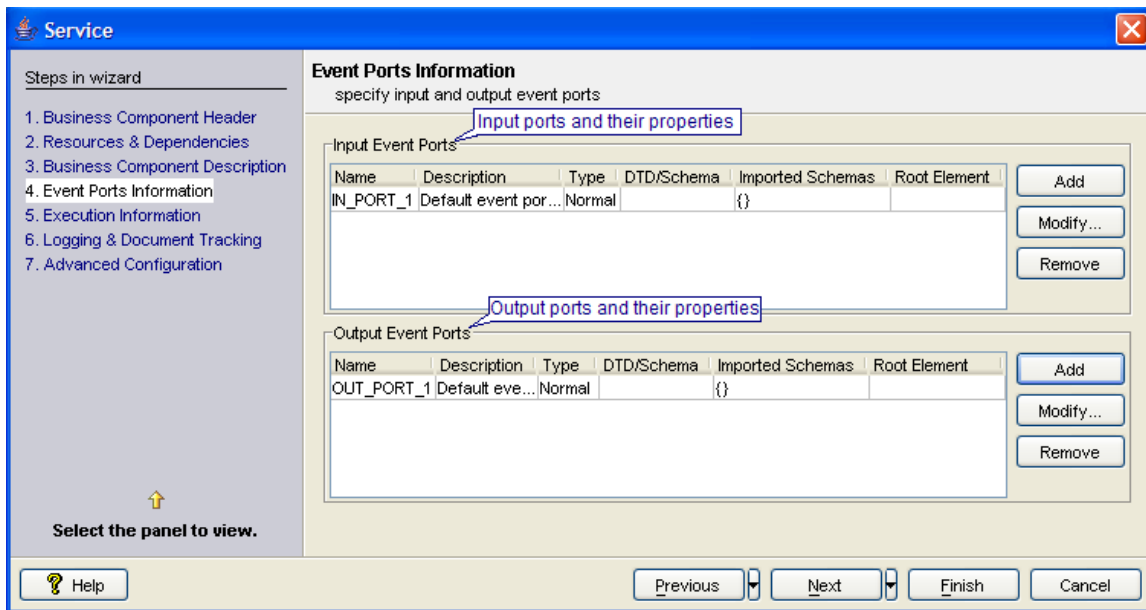 Service
Steps in wizard
1. Business Component Header
2. Resources & Dependencies
3. Business Component Description
4. Event Ports Information
5. Execution Information
6. Logging & Document Tracking
7. Advanced Configuration
Select the panel to view.
Event Ports Information
specify input and output event ports
Input ports and their properties
Input Event Ports
Name Description Type DTD/Schema Imported Schemas Root Element
IN_PORT_1 Default event por... Normal {}
Add
Modify...
Remove
Output ports and their properties
Output Event Ports
Name Description Type DTD/Schema Imported Schemas Root Element
OUT_PORT_1 Default eve... Normal {}
Add
Modify...
Remove
Help
Previous
Next
Finish
Cancel